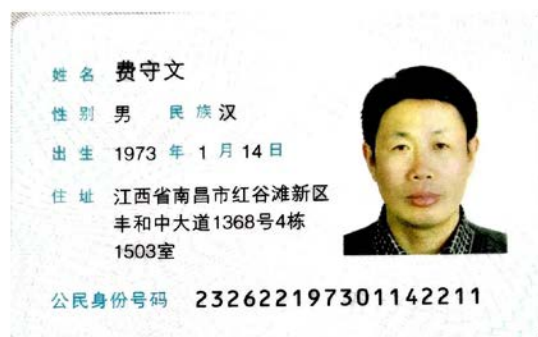 姓名 费守文
性别 男 民族 汉
出生 1973 年 1 月 14 日
住址 江西省南昌市红谷滩新区
丰和中大道1368号4栋
1503室
公民身份号码 232622197301142211